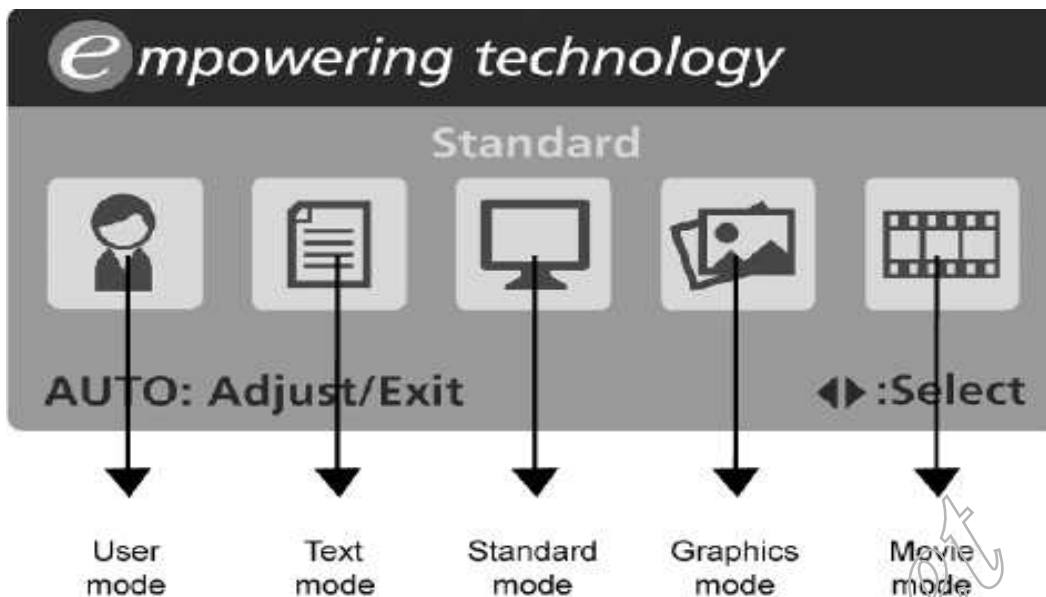 empowering technology
Standard
AUTO: Adjust/Exit
◀▶ :Select
User mode
Text mode
Standard mode
Graphics mode
Movie mode